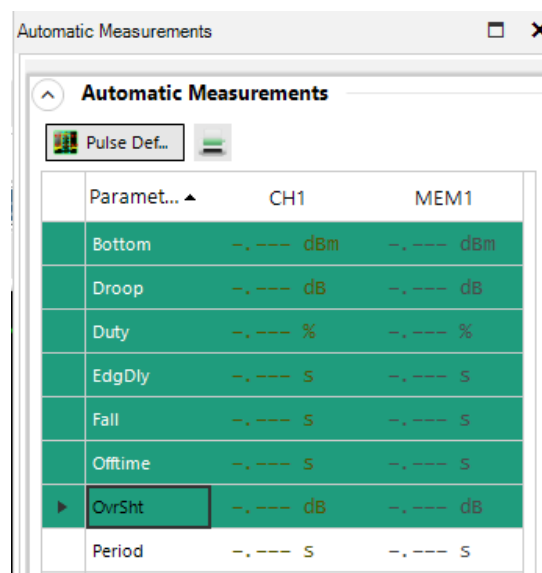 Automatic Measurements
Automatic Measurements
Pulse Def...
Paramet... CH1 MEM1
Bottom -.--- dBm -.--- dBm
Droop -.--- dB -.--- dB
Duty -.--- % -.--- %
EdgDly -.--- s -.--- s
Fall -.--- s -.--- s
Offtime -.--- s -.--- s
OvrSht -.--- dB -.--- dB
Period -.--- s -.--- s